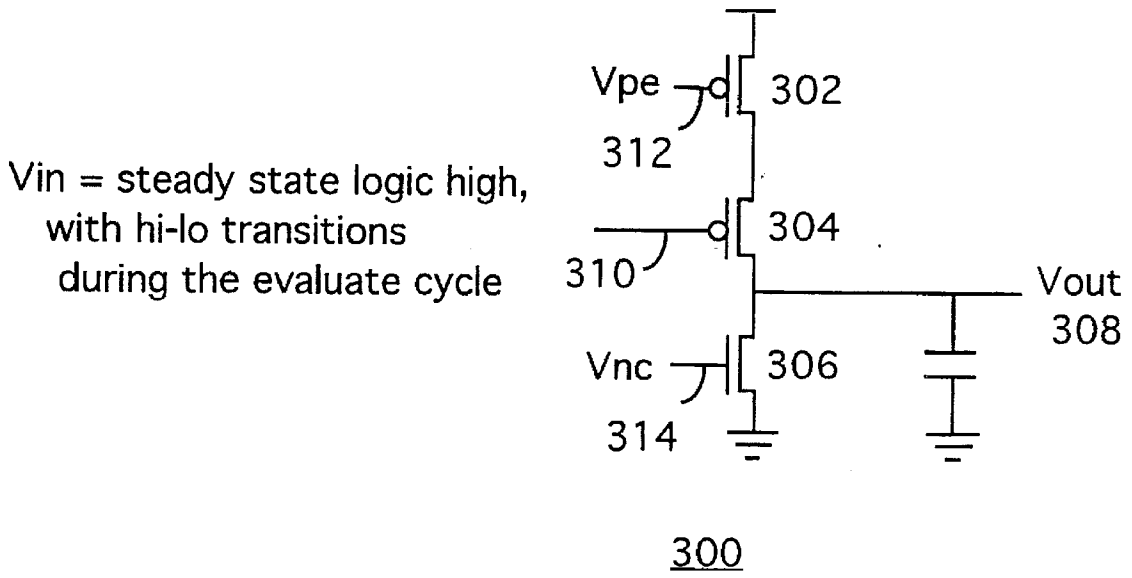 Vpe
302
312
Vin = steady state logic high,
with hi-lo transitions
during the evaluate cycle
304
310
Vout
308
Vnc
306
314
300